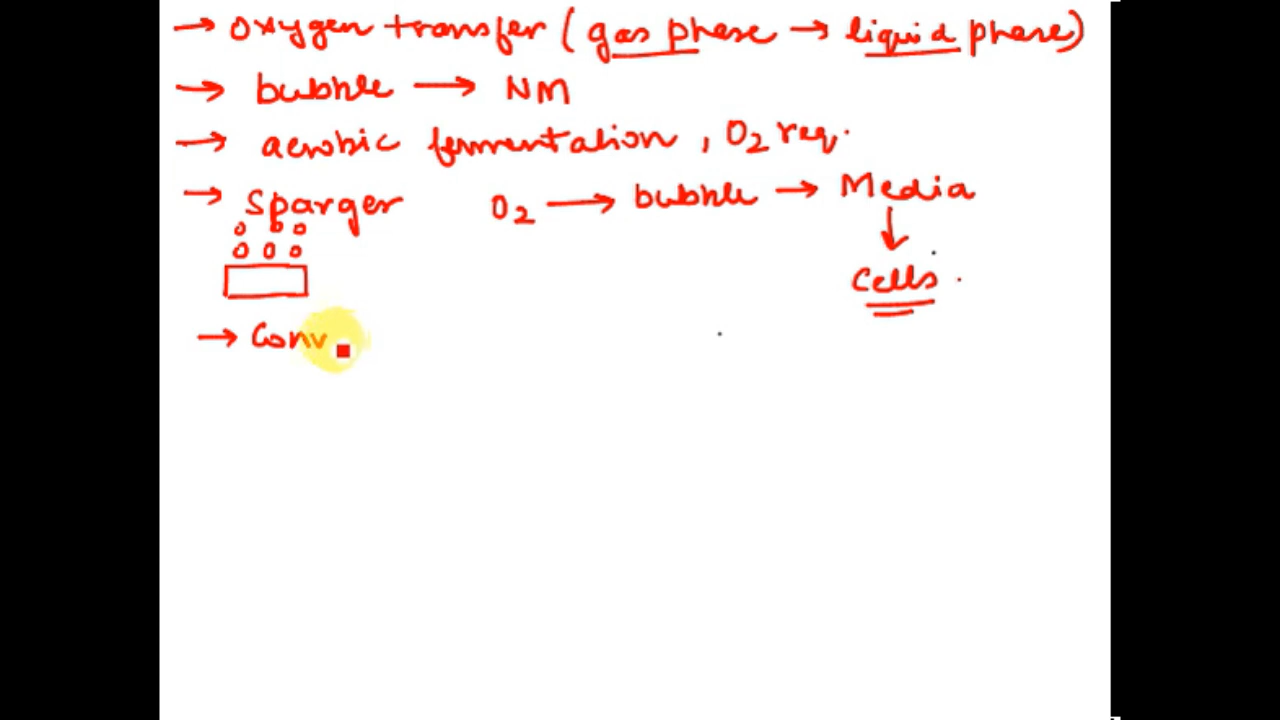 → Oxygen transfer (gas phase → liquid phase)
→ bubble → NM
→ aerobic fermentation, O2 req.
→ Sparger O2 → bubble → Media
↓
Cells.
→ Conv